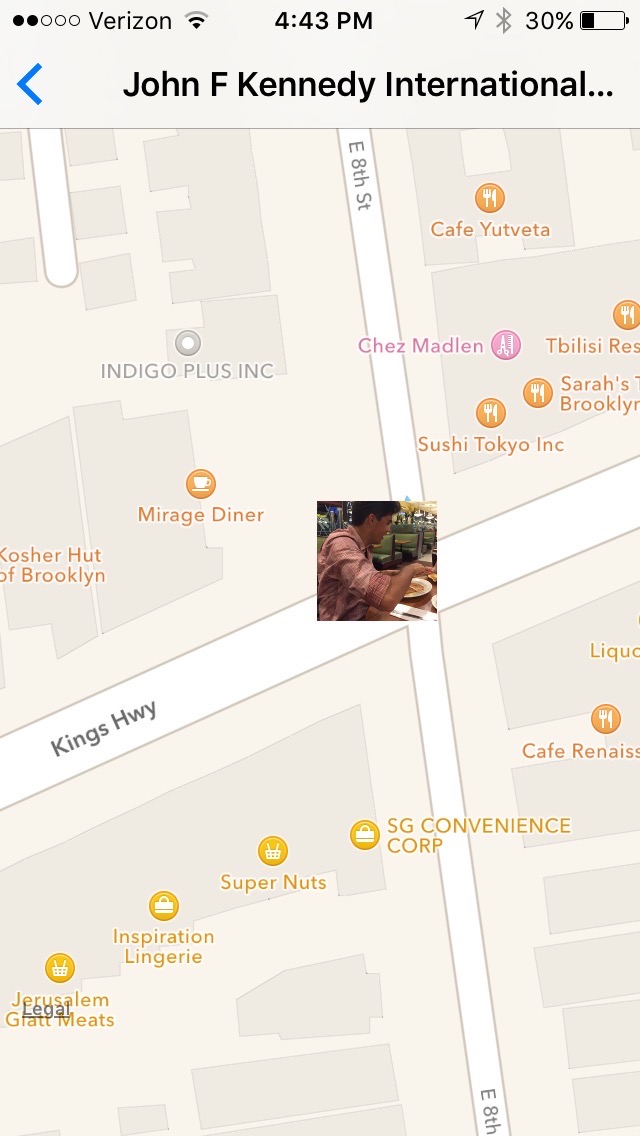 Verizon 4:43 PM 30%
John F Kennedy International...
E 8th St
Cafe Yutveta
Chez Madlen
Tbilisi Res
INDIGO PLUS INC
Sarah's T
Brooklyn
Sushi Tokyo Inc
Mirage Diner
Kosher Hut
of Brooklyn
Liquo
Kings Hwy
Cafe Renaiss
SG CONVENIENCE
CORP
Super Nuts
Inspiration
Lingerie
Jerusalem
Glatt Meats
Legal
E 8th